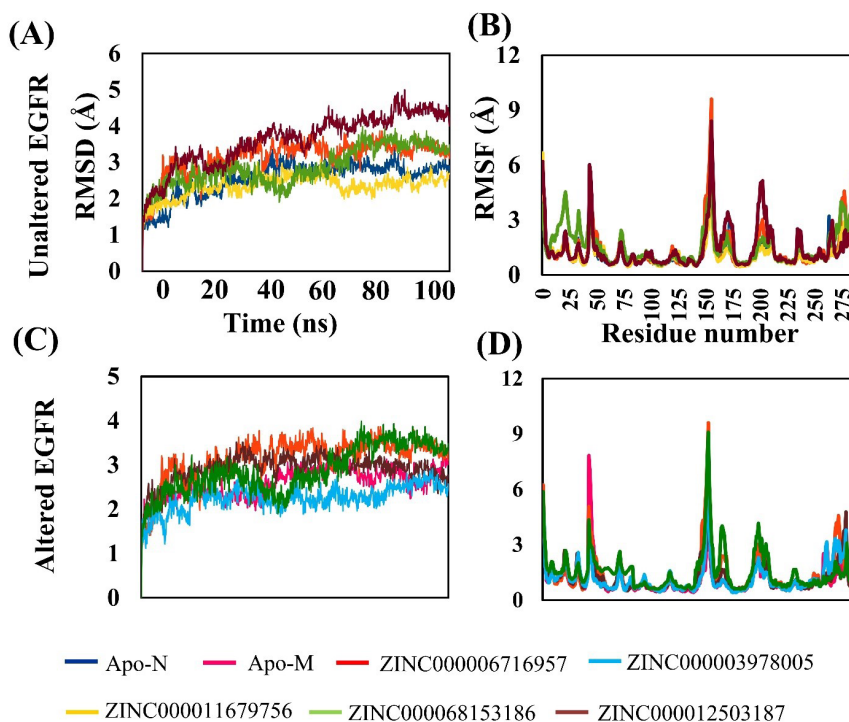 (A)
Unaltered EGFR
RMSD (Å)
6
5
4
3
2
1
0
0 20 40 60 80 100
Time (ns)
(B)
RMSF (Å)
12
9
6
3
0
0 25 50 75 100 125 150 175 200 225 250 275
Residue number
(C)
Altered EGFR
5
4
3
2
1
0
(D)
12
9
6
3
0
Apo-N Apo-M ZINC000006716957 ZINC000003978005
ZINC000011679756 ZINC000068153186 ZINC000012503187